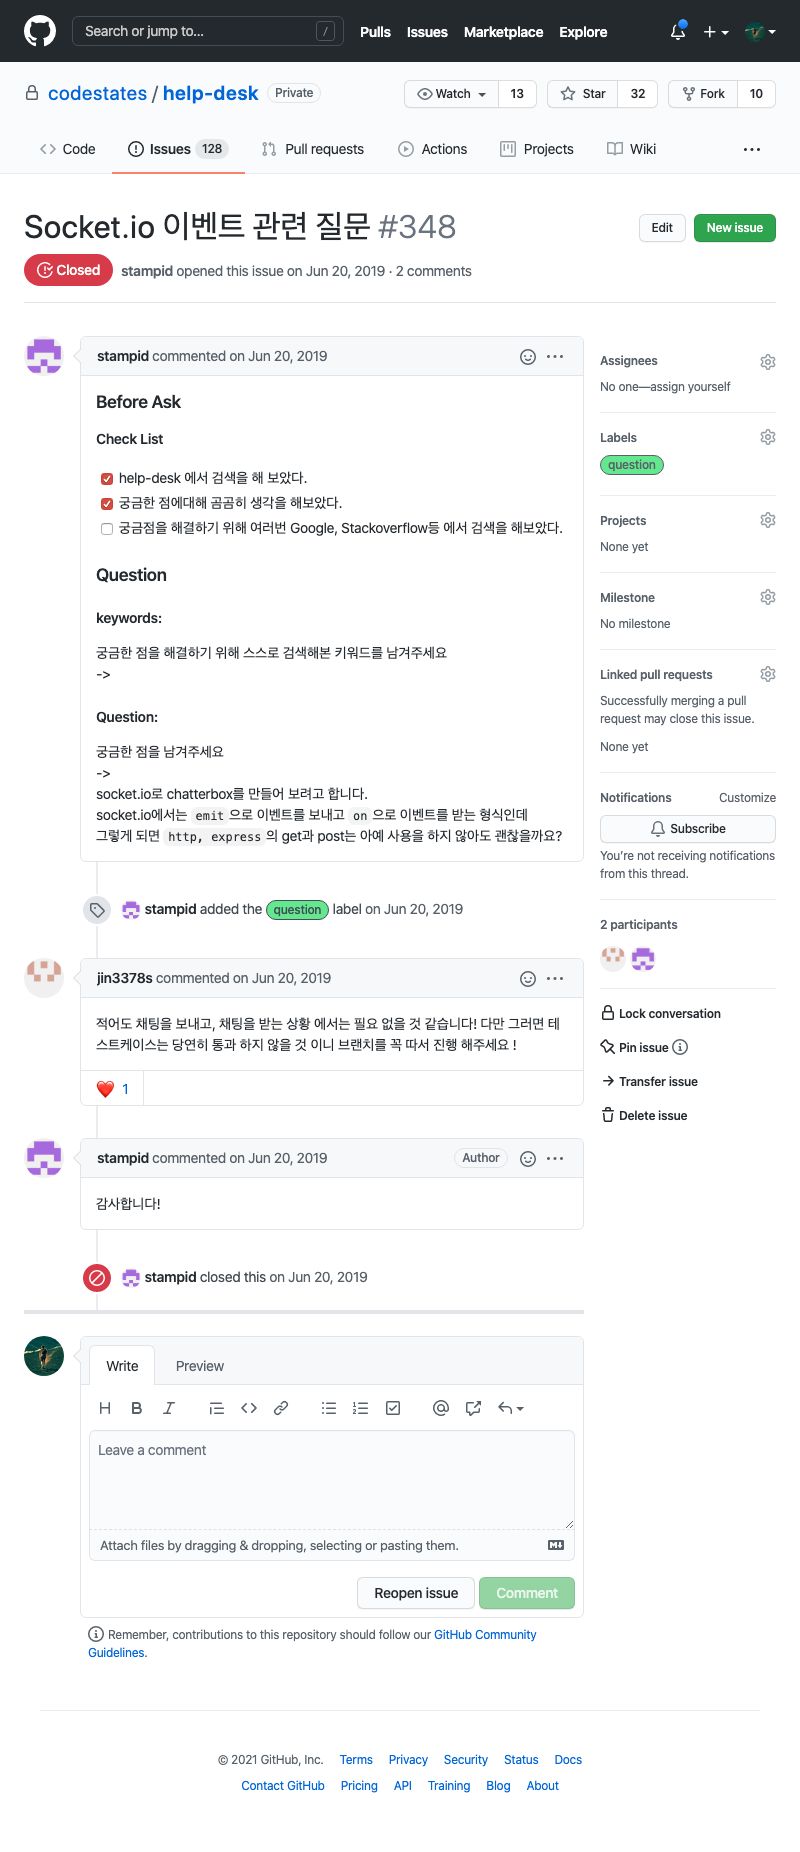 Search or jump to...
/
Pulls
Issues
Marketplace
Explore
codestates / help-desk
Private
Watch
13
Star
32
Fork
10
Code
Issues 128
Pull requests
Actions
Projects
Wiki
Socket.io 이벤트 관련 질문 #348
Edit
New issue
Closed
stampid opened this issue on Jun 20, 2019 · 2 comments
stampid commented on Jun 20, 2019
Before Ask
Check List
help-desk 에서 검색을 해 보았다.
궁금한 점에대해 곰곰히 생각을 해보았다.
궁금점을 해결하기 위해 여러번 Google, Stackoverflow등 에서 검색을 해보았다.
Question
keywords:
궁금한 점을 해결하기 위해 스스로 검색해본 키워드를 남겨주세요
->
Question:
궁금한 점을 남겨주세요
->
socket.io로 chatterbox를 만들어 보려고 합니다.
socket.io에서는 emit 으로 이벤트를 보내고 on 으로 이벤트를 받는 형식인데
그렇게 되면 http, express 의 get과 post는 아예 사용을 하지 않아도 괜찮을까요?
stampid added the question label on Jun 20, 2019
jin3378s commented on Jun 20, 2019
적어도 채팅을 보내고, 채팅을 받는 상황 에서는 필요 없을 것 같습니다! 다만 그러면 테
스트케이스는 당연히 통과 하지 않을 것 이니 브랜치를 꼭 따서 진행 해주세요 !
❤️ 1
stampid commented on Jun 20, 2019
Author
감사합니다!
stampid closed this on Jun 20, 2019
Write
Preview
Leave a comment
Attach files by dragging & dropping, selecting or pasting them.
Reopen issue
Comment
Remember, contributions to this repository should follow our GitHub Community
Guidelines.
Assignees
No one—assign yourself
Labels
question
Projects
None yet
Milestone
No milestone
Linked pull requests
Successfully merging a pull
request may close this issue.
None yet
Notifications
Customize
Subscribe
You're not receiving notifications
from this thread.
2 participants
Lock conversation
Pin issue
Transfer issue
Delete issue
© 2021 GitHub, Inc.
Terms
Privacy
Security
Status
Docs
Contact GitHub
Pricing
API
Training
Blog
About